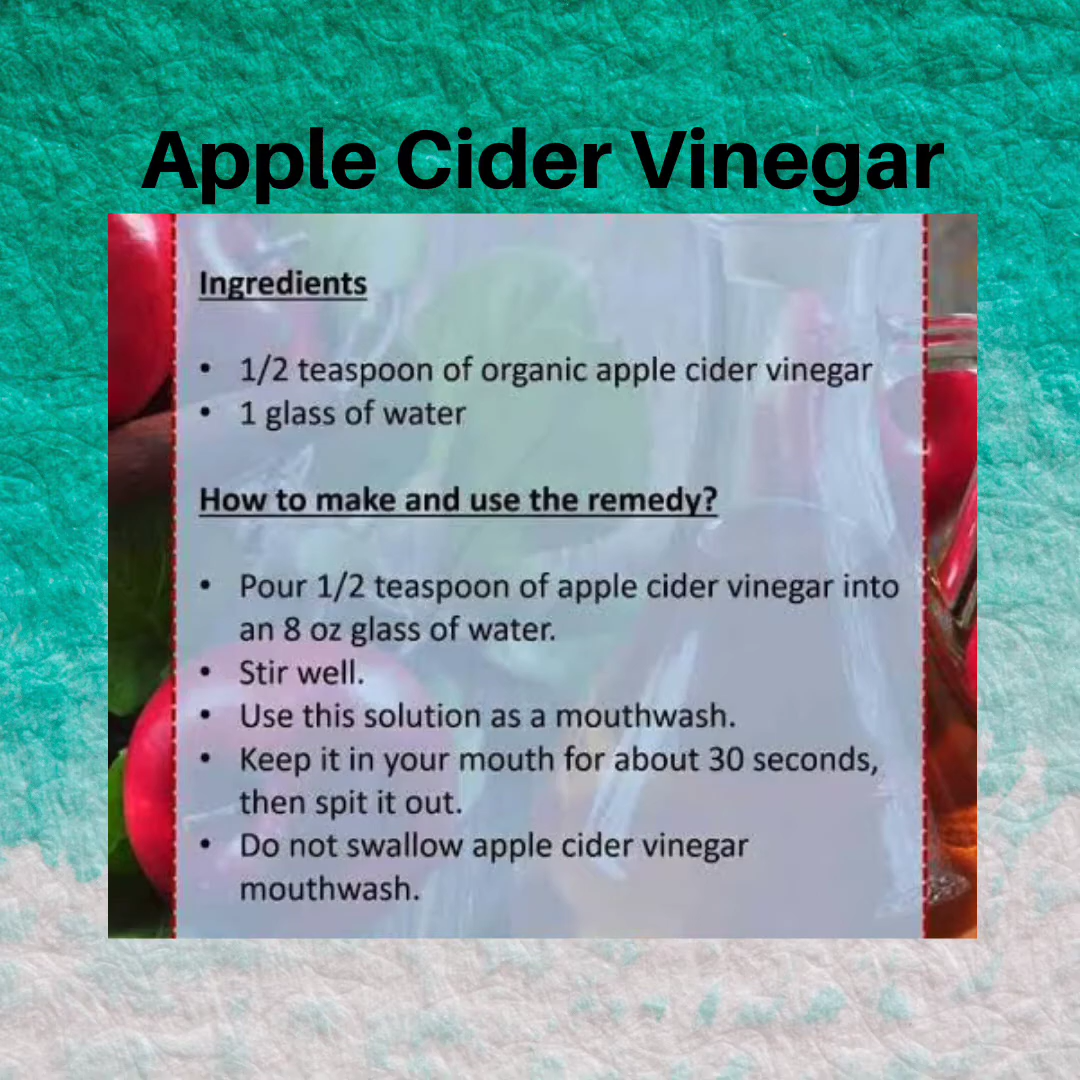 Apple Cider Vinegar
Ingredients
• 1/2 teaspoon of organic apple cider vinegar
• 1 glass of water
How to make and use the remedy?
• Pour 1/2 teaspoon of apple cider vinegar into
an 8 oz glass of water.
• Stir well.
• Use this solution as a mouthwash.
• Keep it in your mouth for about 30 seconds,
then spit it out.
• Do not swallow apple cider vinegar
mouthwash.